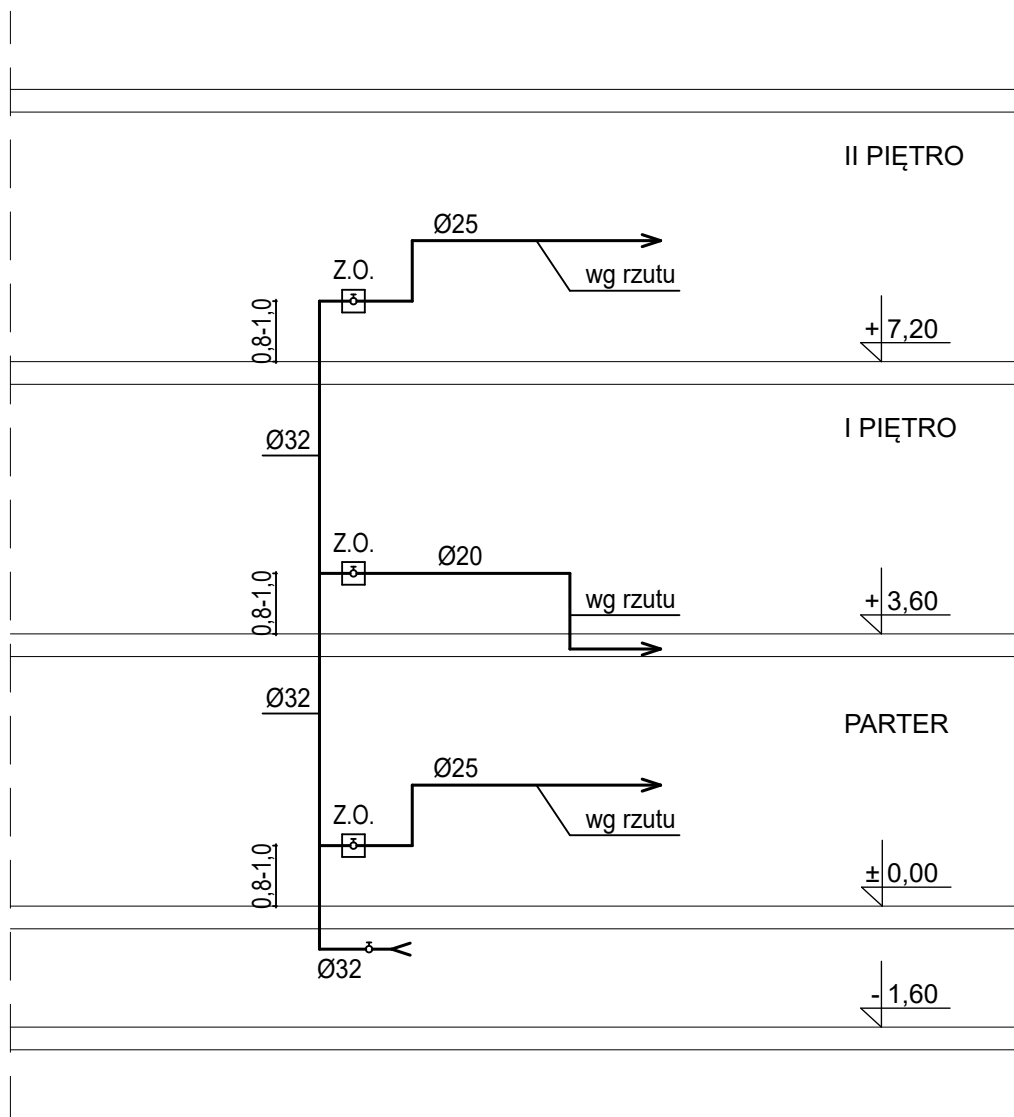 II PIĘTRO
Ø25
Z.O.
wg rzutu
0,8-1,0
+ 7,20
I PIĘTRO
Ø32
Z.O.
Ø20
0,8-1,0
wg rzutu
+ 3,60
Ø32
PARTER
Ø25
Z.O.
wg rzutu
0,8-1,0
± 0,00
Ø32
- 1,60